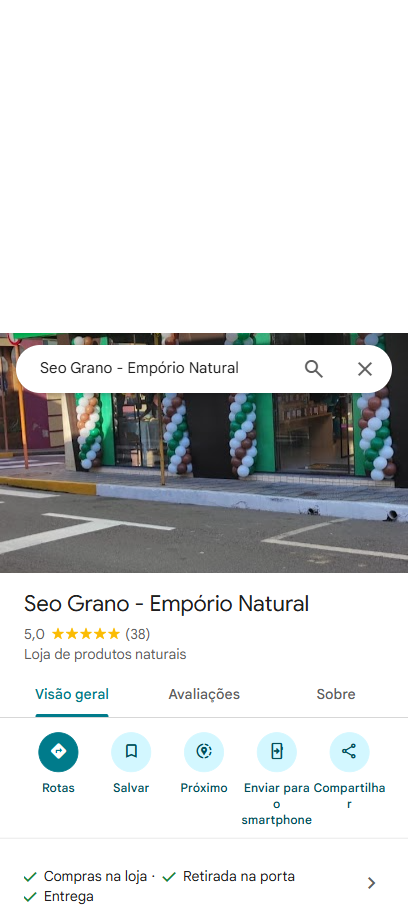 Seo Grano - Empório Natural
Seo Grano - Empório Natural
5,0 (38)
Loja de produtos naturais
Visão geral Avaliações Sobre
Rotas Salvar Próximo Enviar para o smartphone Compartilhar
Compras na loja · Retirada na porta
Entrega